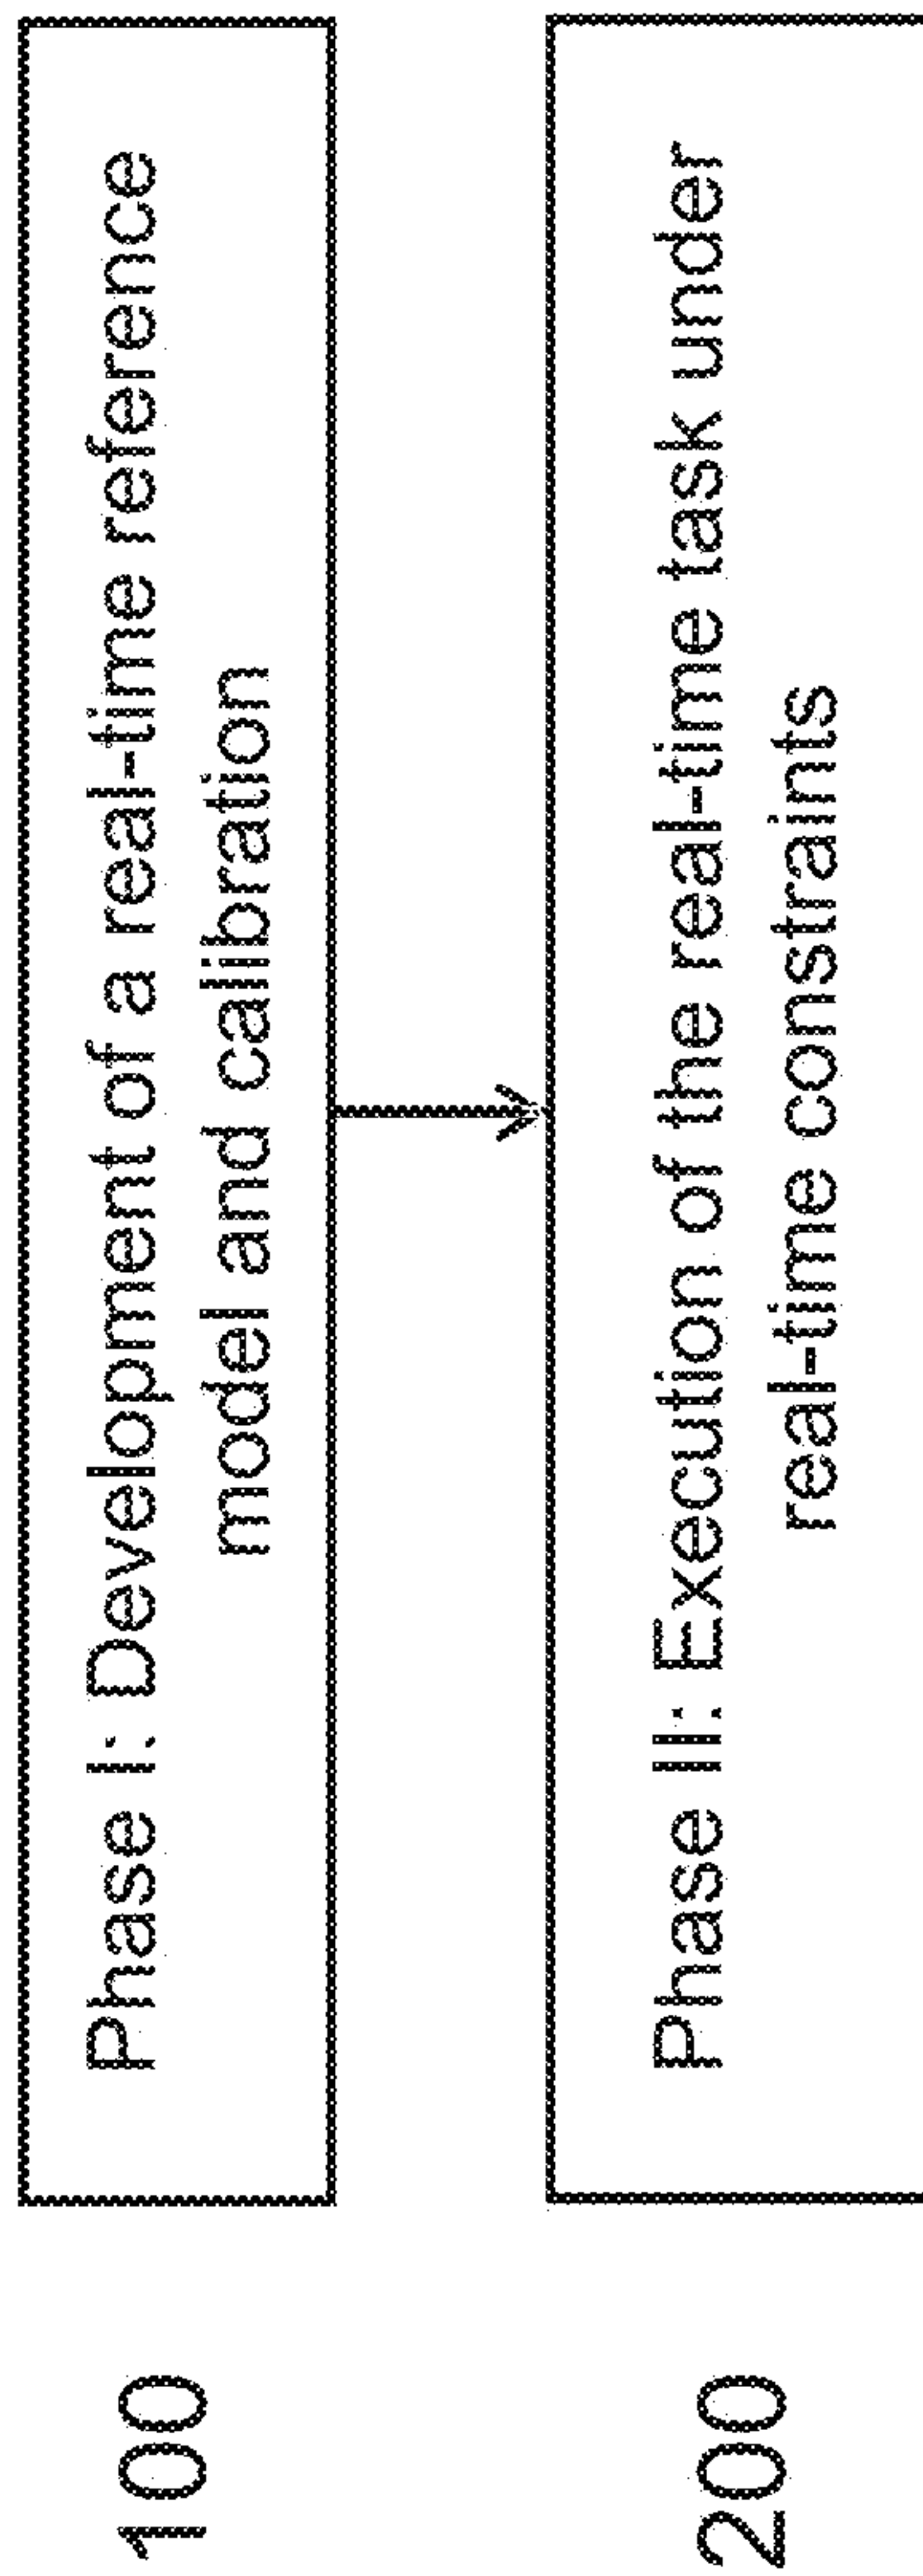 100
Phase I: Development of a real-time reference
model and calibration
200
Phase II: Execution of the real-time task under
real-time constraints